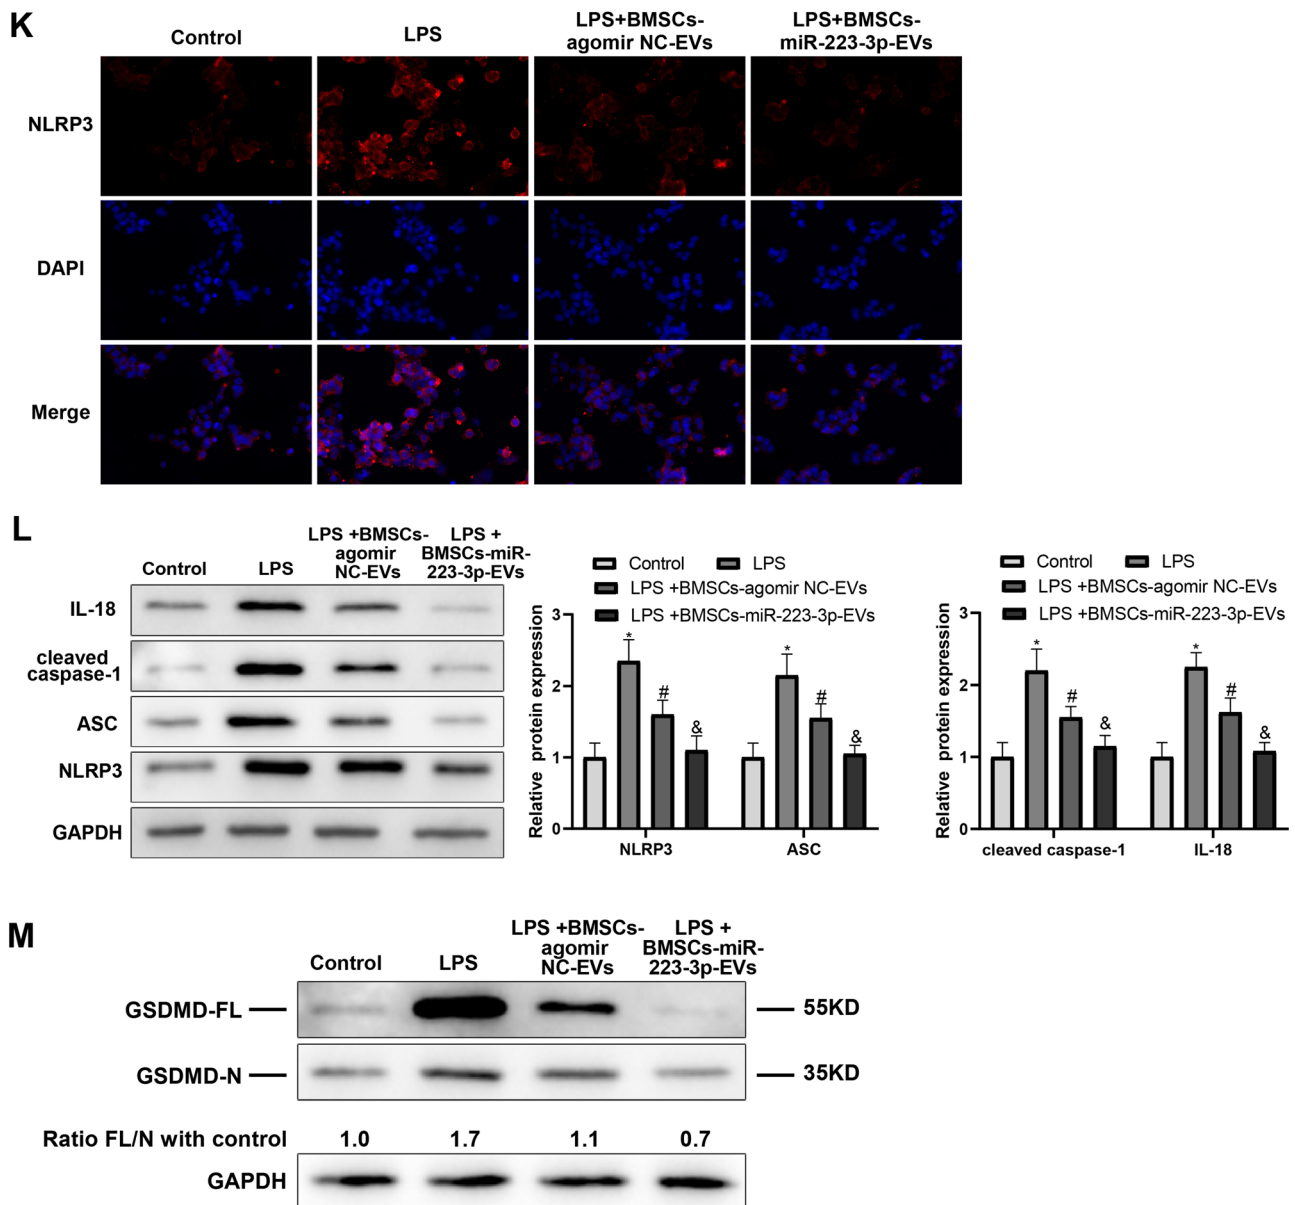 K
Control
LPS
LPS+BMSCs-
agomir NC-EVs
LPS+BMSCs-
miR-223-3p-EVs
NLRP3
DAPI
Merge
L
Control
LPS
LPS +BMSCs-
agomir
NC-EVs
LPS +
BMSCs-miR-
223-3p-EVs
IL-18
cleaved
caspase-1
ASC
NLRP3
GAPDH
Control
LPS
LPS +BMSCs-agomir NC-EVs
LPS +BMSCs-miR-223-3p-EVs
Relative protein expression
3
2
1
0
*
#
&
*
#
&
NLRP3
ASC
Control
LPS
LPS +BMSCs-agomir NC-EVs
LPS +BMSCs-miR-223-3p-EVs
Relative protein expression
3
2
1
0
*
#
&
*
#
&
cleaved caspase-1
IL-18
M
Control
LPS
LPS +BMSCs-
agomir
NC-EVs
LPS +
BMSCs-miR-
223-3p-EVs
GSDMD-FL
55KD
GSDMD-N
35KD
Ratio FL/N with control 1.0 1.7 1.1 0.7
GAPDH